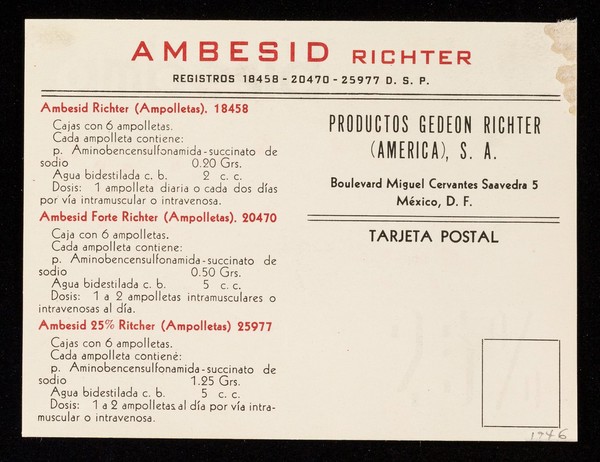 AMBESID RICHTER
REGISTROS 18458 - 20470 - 25977 D. S. P.
Ambesid Richter (Ampolletas). 18458
Cajas con 6 ampolletas.
Cada ampolleta contiene:
p. Aminobencensulfonamida-succinato de
sodio 0.20 Grs.
Agua bidestilada c. b. 2 c. c.
Dosis: 1 ampolleta diaria o cada dos días
por vía intramuscular o intravenosa.
Ambesid Forte Richter (Ampolletas). 20470
Caja con 6 ampolletas.
Cada ampolleta contiene:
p. Aminobencensulfonamida-succinato de
sodio 0.50 Grs.
Agua bidestilada c. b. 5 c. c.
Dosis: 1 a 2 ampolletas intramusculares o
intravenosas al día.
Ambesid 25% Ritcher (Ampolletas) 25977
Cajas con 6 ampolletas.
Cada ampolleta contiene:
p. Aminobencensulfonamida-succinato de
sodio 1.25 Grs.
Agua bidestilada c. b. 5 c. c.
Dosis: 1 a 2 ampolletas al día por vía intra-
muscular o intravenosa.
PRODUCTOS GEDEON RICHTER
(AMERICA), S. A.
Boulevard Miguel Cervantes Saavedra 5
México, D. F.
TARJETA POSTAL
1946